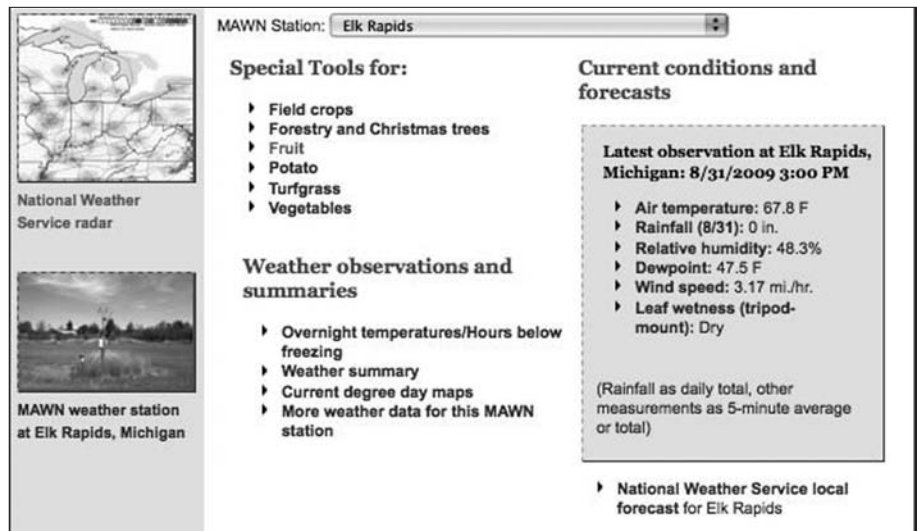 MAWN Station: Elk Rapids
National Weather
Service radar
MAWN weather station
at Elk Rapids, Michigan
Special Tools for:
Field crops
Forestry and Christmas trees
Fruit
Potato
Turfgrass
Vegetables
Weather observations and
summaries
Overnight temperatures/Hours below
freezing
Weather summary
Current degree day maps
More weather data for this MAWN
station
Current conditions and
forecasts
Latest observation at Elk Rapids,
Michigan: 8/31/2009 3:00 PM
Air temperature: 67.8 F
Rainfall (8/31): 0 in.
Relative humidity: 48.3%
Dewpoint: 47.5 F
Wind speed: 3.17 mi./hr.
Leaf wetness (tripod-
mount): Dry
(Rainfall as daily total, other
measurements as 5-minute average
or total)
National Weather Service local
forecast for Elk Rapids